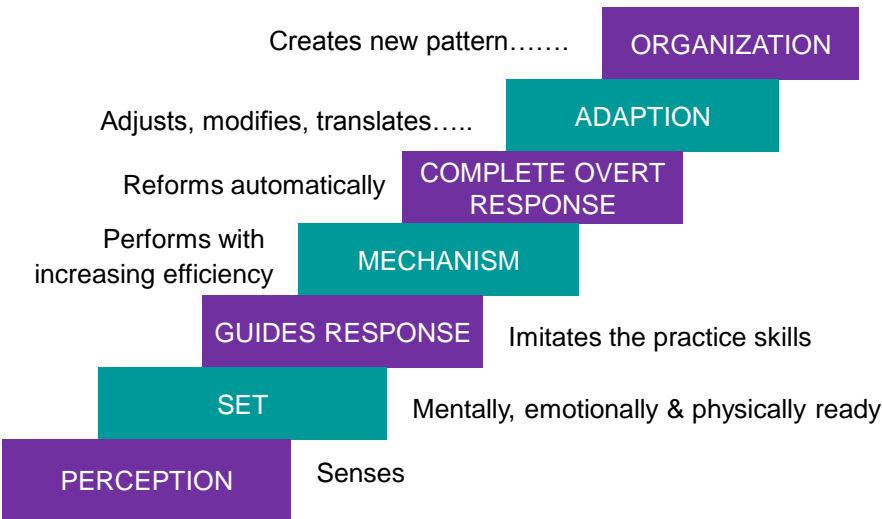 Creates new pattern…….
ORGANIZATION
Adjusts, modifies, translates…..
ADAPTION
Reforms automatically
COMPLETE OVERT
RESPONSE
Performs with
increasing efficiency
MECHANISM
GUIDES RESPONSE
Imitates the practice skills
SET
Mentally, emotionally & physically ready
PERCEPTION
Senses